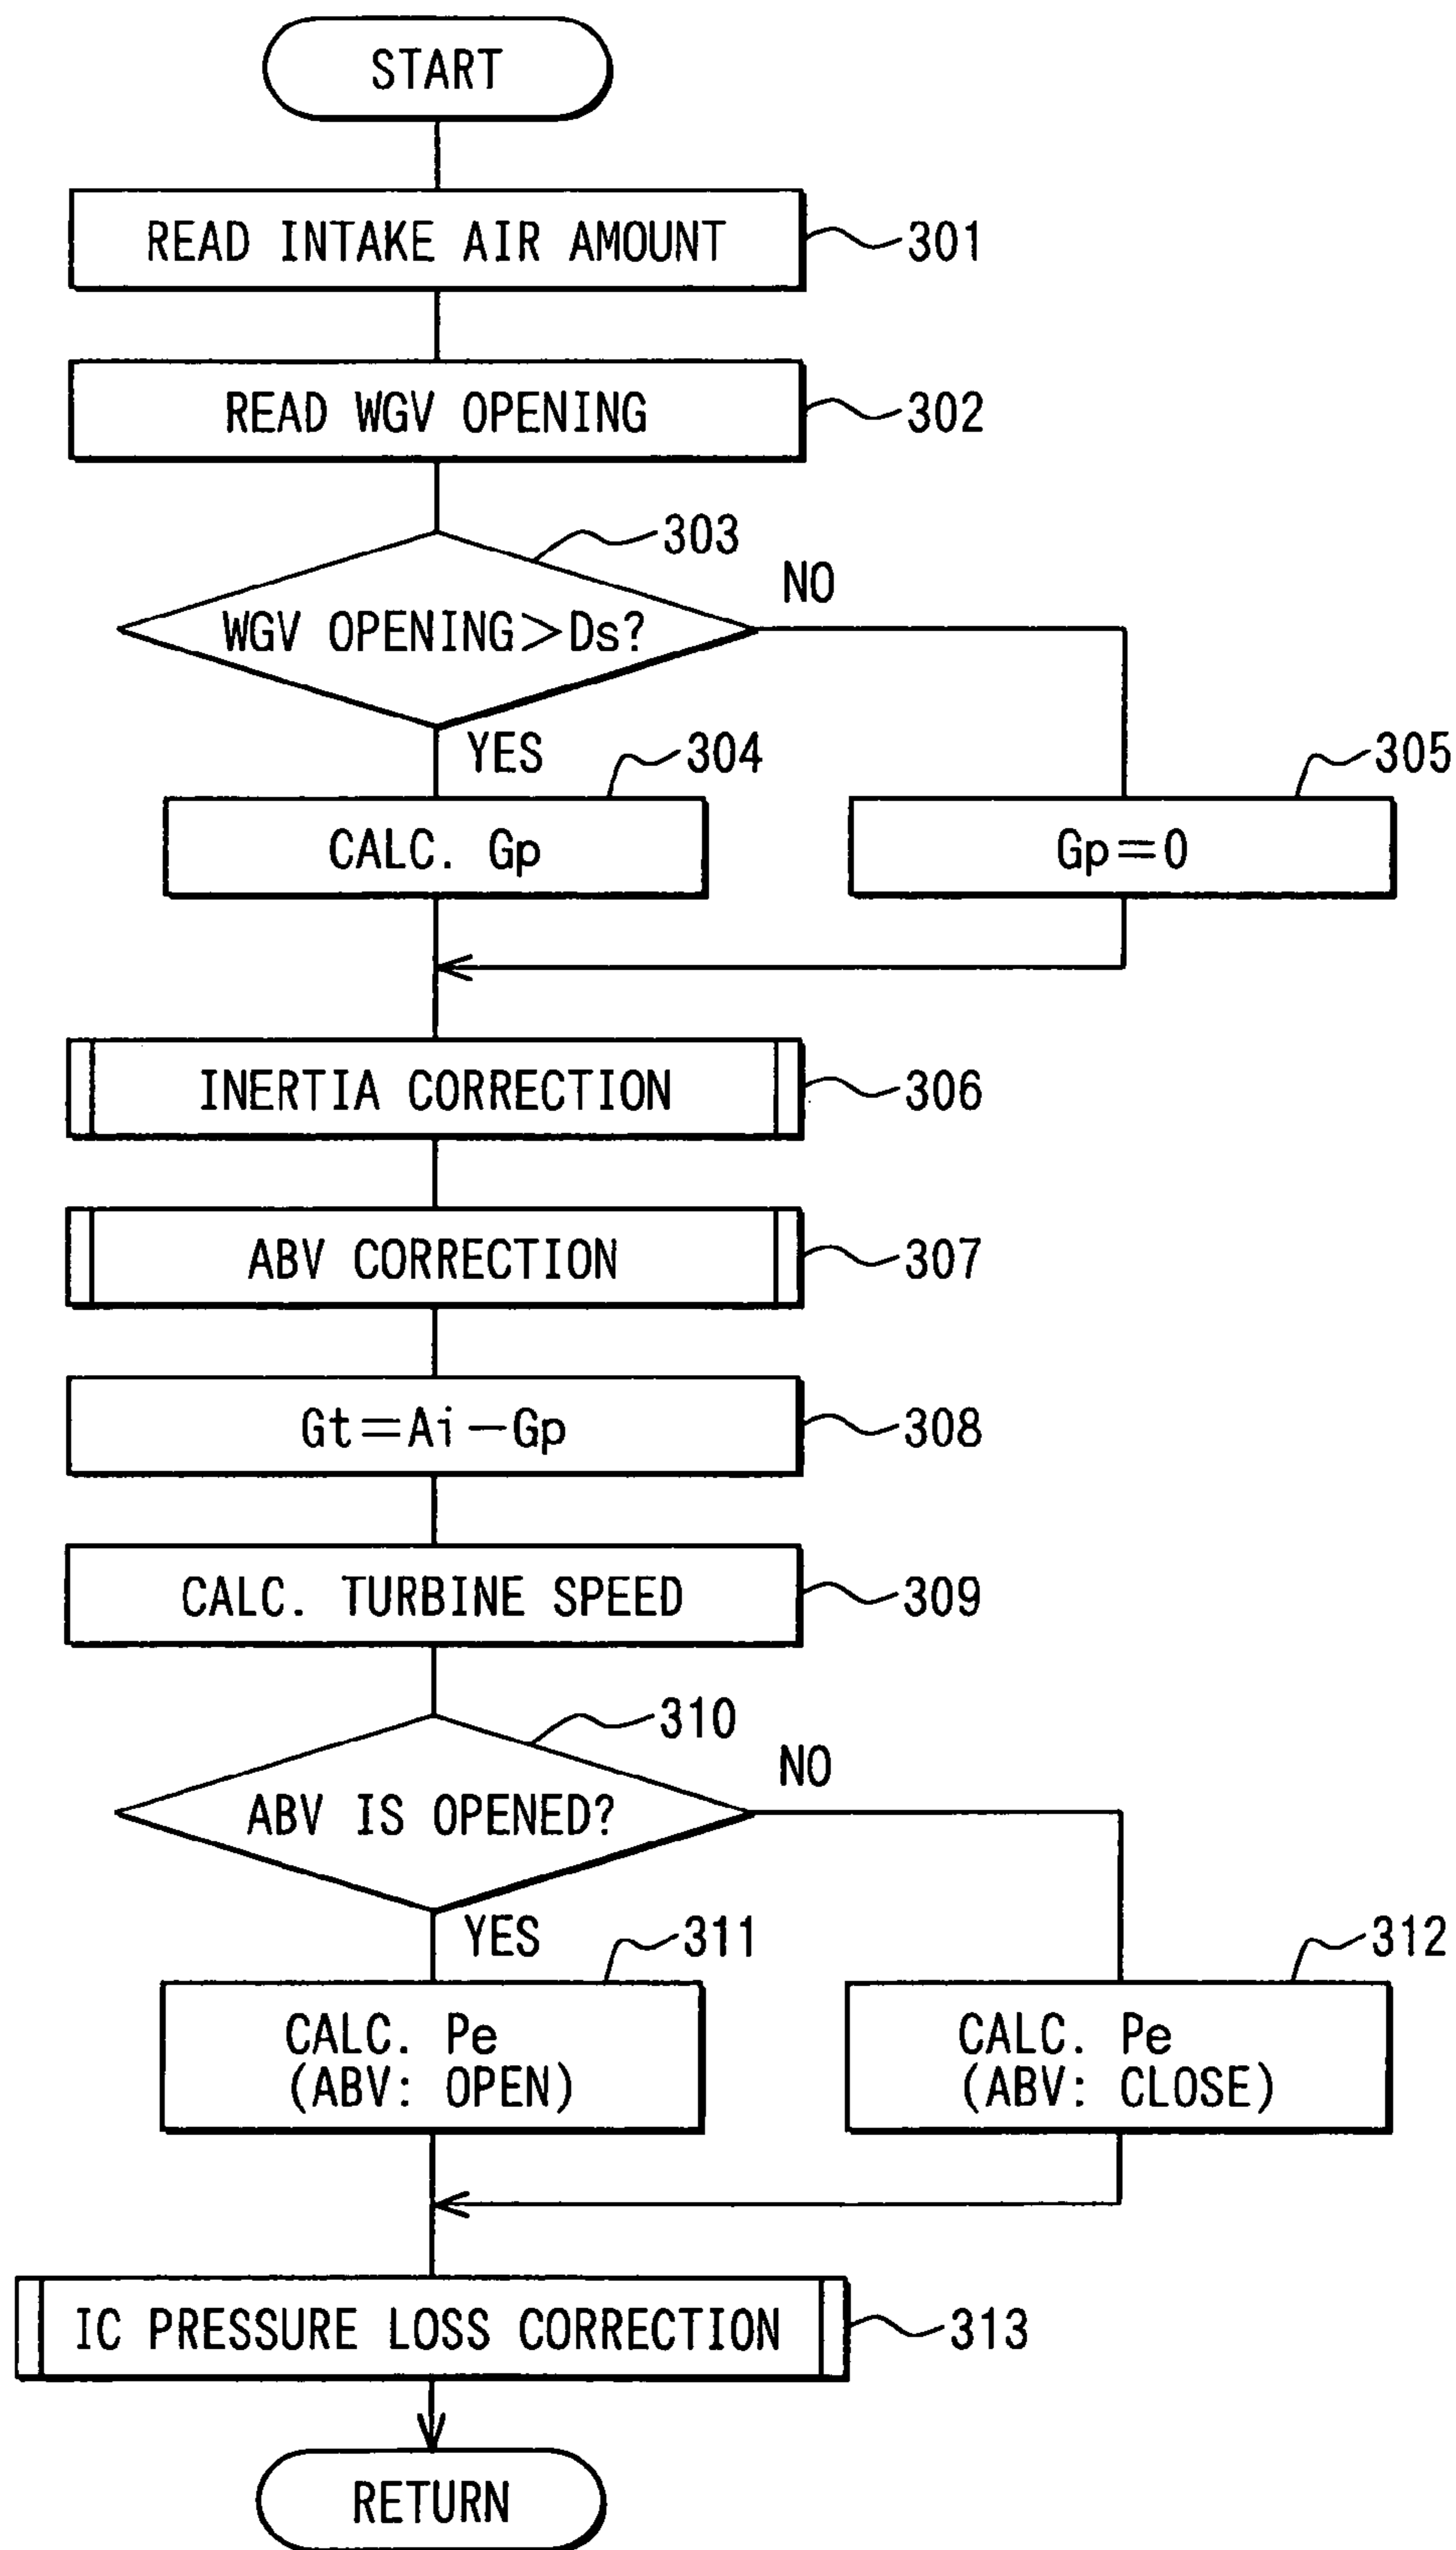 START
READ INTAKE AIR AMOUNT
301
READ WGV OPENING
302
303
WGV OPENING>Ds?
NO
YES
304
305
CALC. Gp
Gp=0
INERTIA CORRECTION
306
ABV CORRECTION
307
Gt=Ai-Gp
308
CALC. TURBINE SPEED
309
310
ABV IS OPENED?
NO
YES
311
312
CALC. Pe
(ABV: OPEN)
CALC. Pe
(ABV: CLOSE)
IC PRESSURE LOSS CORRECTION
313
RETURN